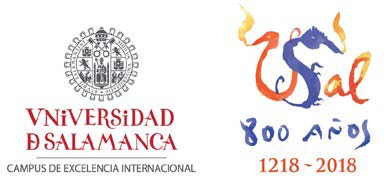 VNiVERSiDAD
D SALAMANCA
CAMPUS DE EXCELENCIA INTERNACIONAL
USal
800 AÑOS
1218 - 2018